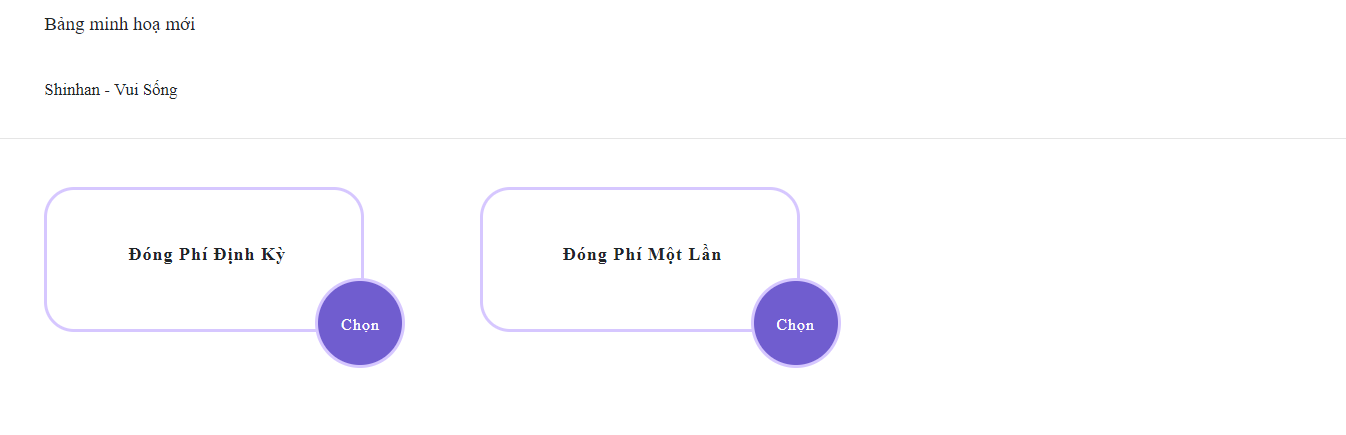 Bảng minh hoạ mới
Shinhan - Vui Sống
Đóng Phí Định Kỳ
Chọn
Đóng Phí Một Lần
Chọn